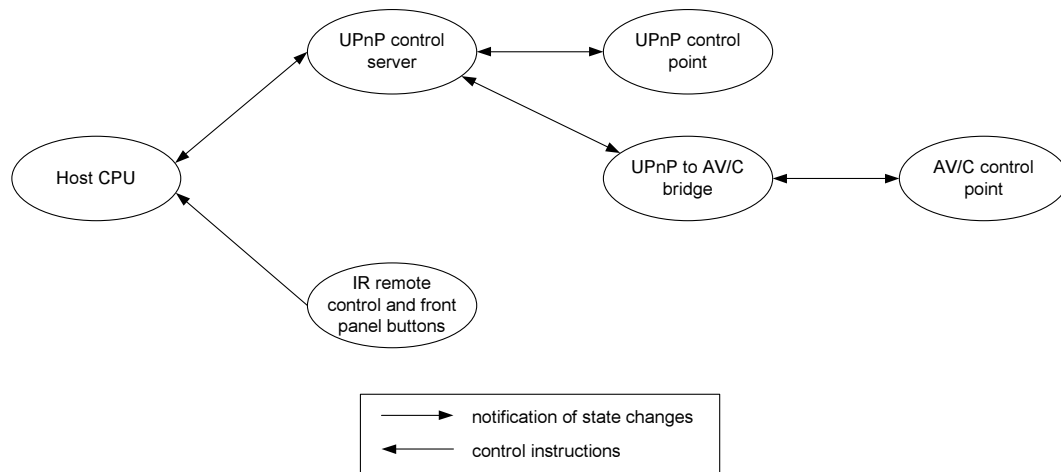 UPnP control
server
UPnP control
point
Host CPU
UPnP to AV/C
bridge
AV/C control
point
IR remote
control and front
panel buttons
notification of state changes
control instructions